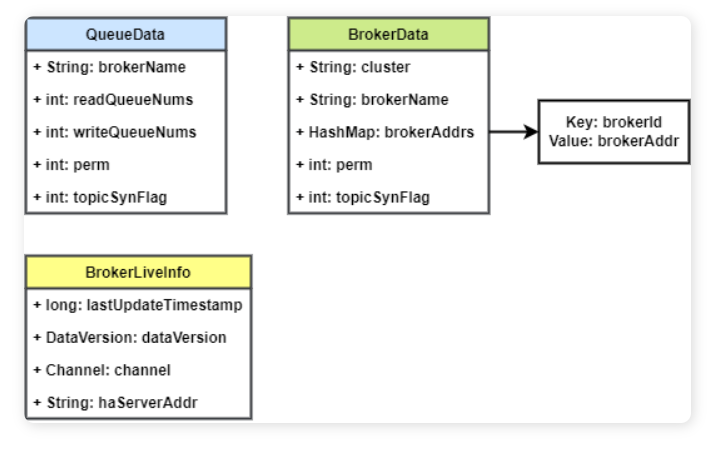 QueueData
+ String: brokerName
+ int: readQueueNums
+ int: writeQueueNums
+ int: perm
+ int: topicSynFlag
BrokerData
+ String: cluster
+ String: brokerName
+ HashMap: brokerAddrs
+ int: perm
+ int: topicSynFlag
Key: brokerId
Value: brokerAddr
BrokerLiveInfo
+ long: lastUpdateTimestamp
+ DataVersion: dataVersion
+ Channel: channel
+ String: haServerAddr